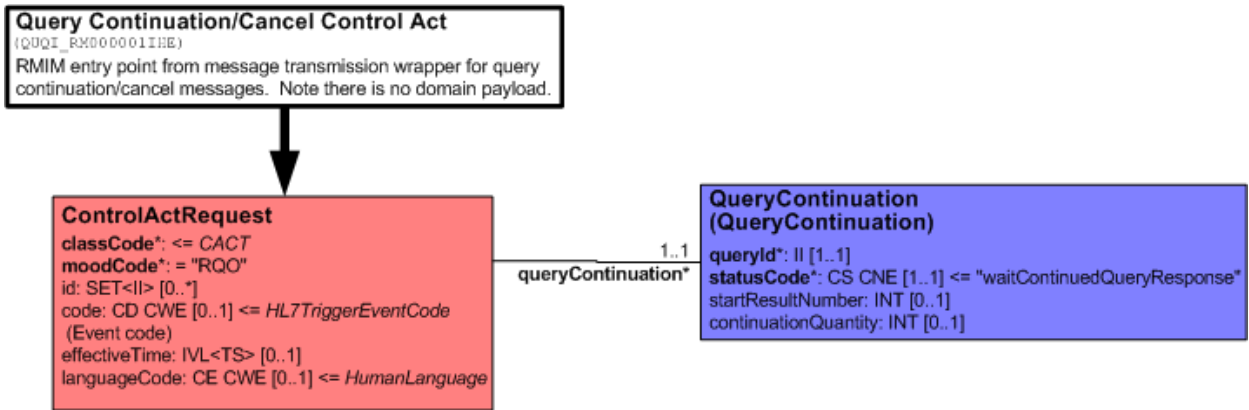 Query Continuation/Cancel Control Act
(QUQI_RM000001IHE)
RMIM entry point from message transmission wrapper for query
continuation/cancel messages.  Note there is no domain payload.
ControlActRequest
classCode*: <= CACT
moodCode*: = "RQO"
id: SET<II> [0..*]
code: CD CWE [0..1] <= HL7TriggerEventCode
(Event code)
effectiveTime: IVL<TS> [0..1]
languageCode: CE CWE [0..1] <= HumanLanguage
1..1
queryContinuation*
QueryContinuation
(QueryContinuation)
queryId*: II [1..1]
statusCode*: CS CNE [1..1] <= "waitContinuedQueryResponse"
startResultNumber: INT [0..1]
continuationQuantity: INT [0..1]